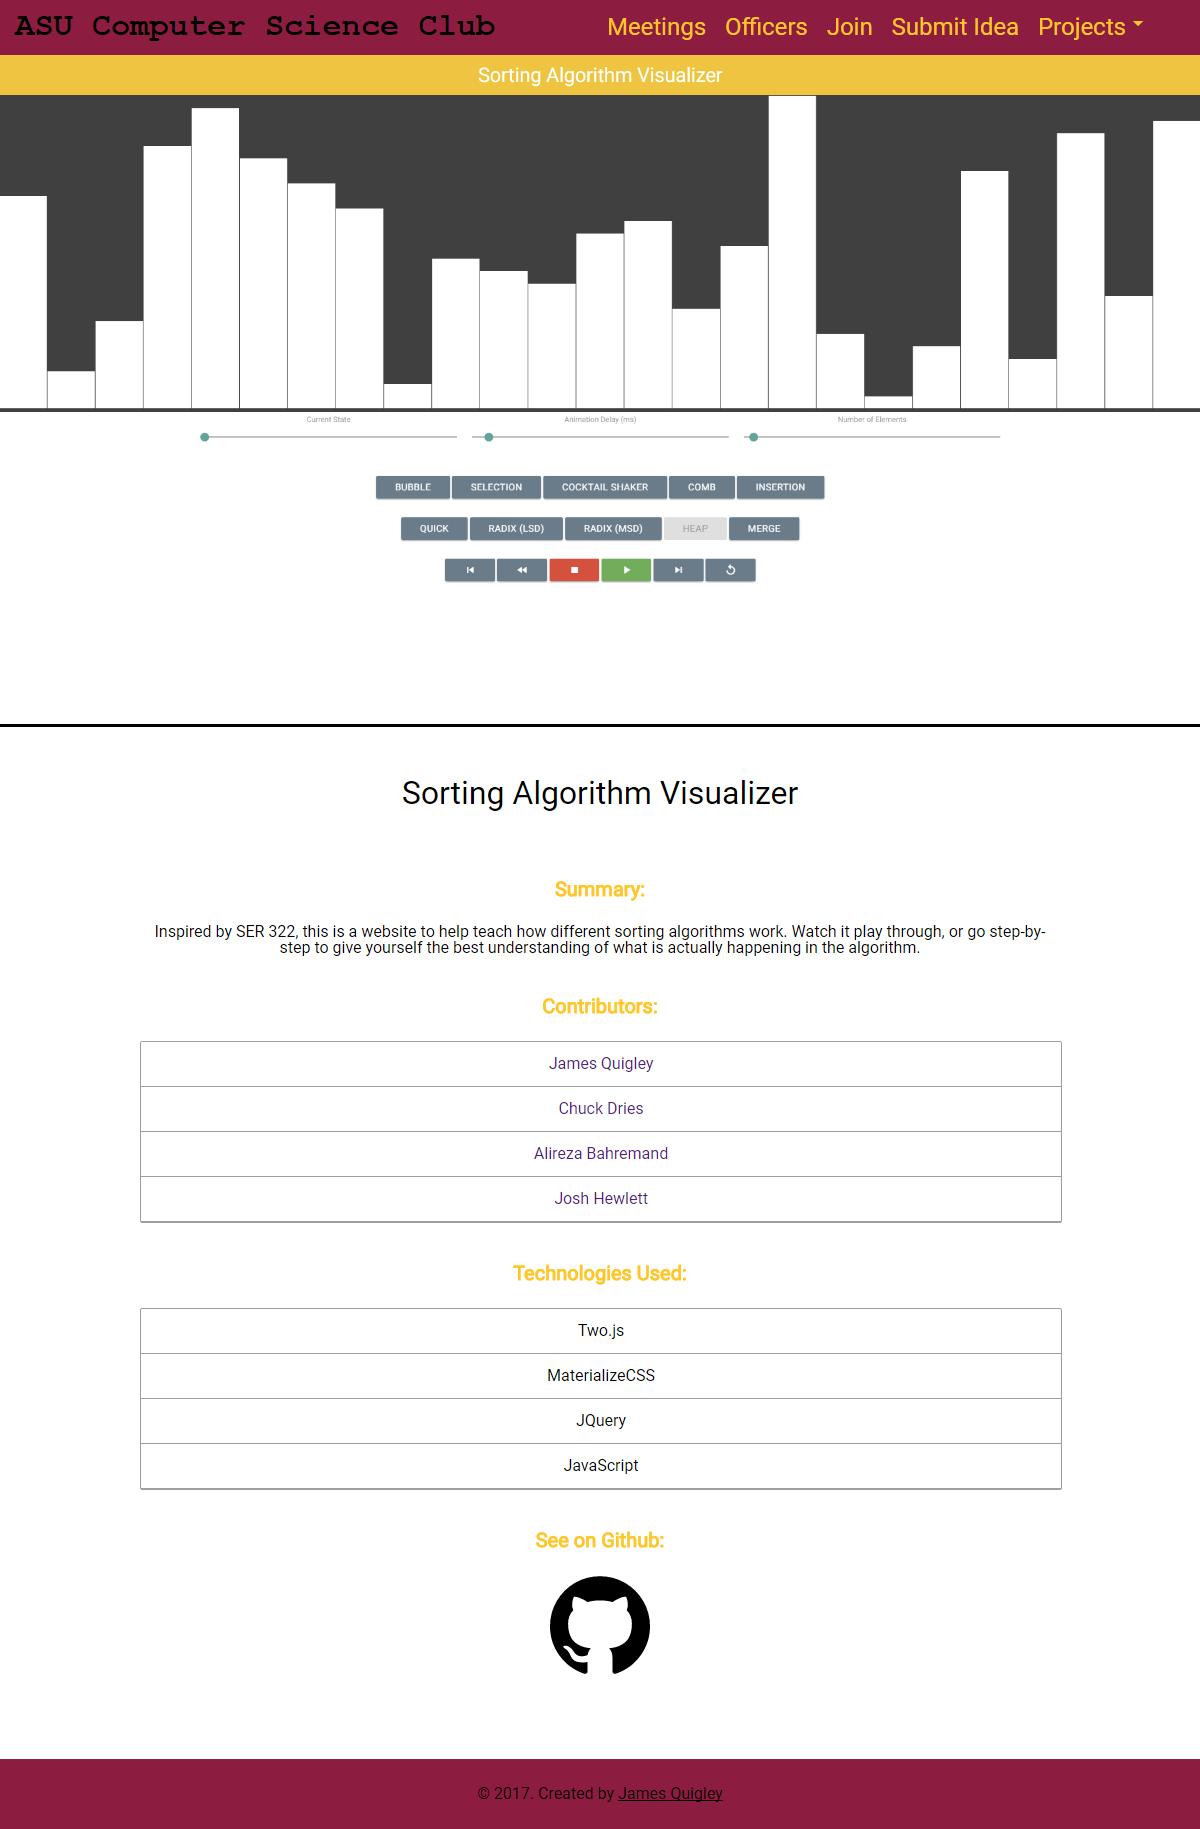 ASU Computer Science Club
Meetings Officers Join Submit Idea Projects
Sorting Algorithm Visualizer
Current State Animation Delay (ms) Number of Elements
BUBBLE SELECTION COCKTAIL SHAKER COMB INSERTION
QUICK RADIX (LSD) RADIX (MSD) HEAP MERGE
Sorting Algorithm Visualizer
Summary:
Inspired by SER 322, this is a website to help teach how different sorting algorithms work. Watch it play through, or go step-by-
step to give yourself the best understanding of what is actually happening in the algorithm.
Contributors:
James Quigley
Chuck Dries
Alireza Bahremand
Josh Hewlett
Technologies Used:
Two.js
MaterializeCSS
JQuery
JavaScript
See on Github:
© 2017. Created by James Quigley